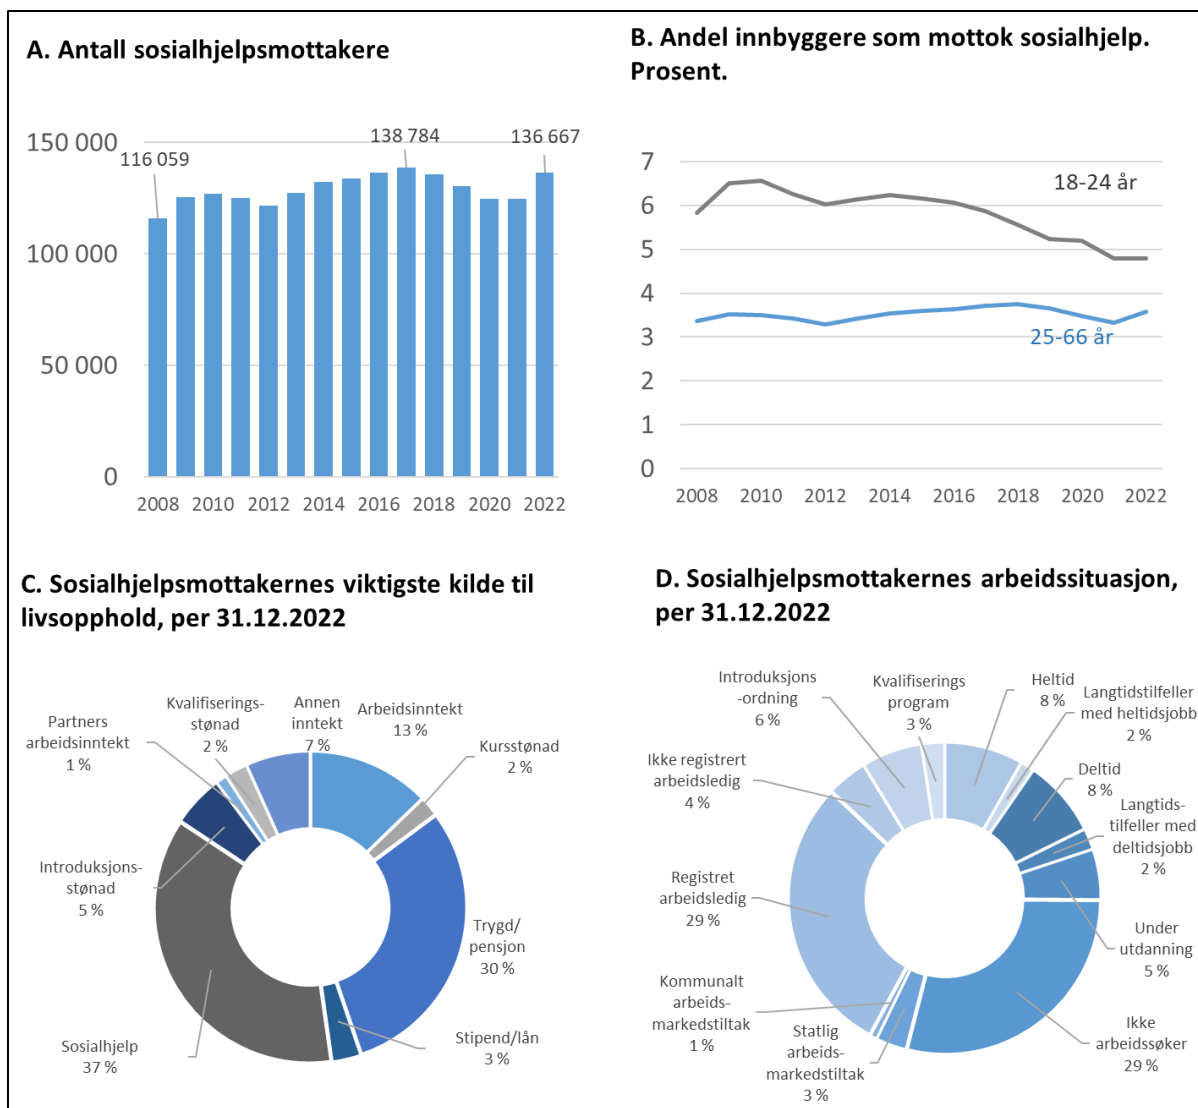 A. Antall sosialhjelpsmottakere
150 000
100 000
50 000
0
116 059
138 784
136 667
2008 2010 2012 2014 2016 2018 2020 2022
B. Andel innbyggere som mottok sosialhjelp.
Prosent.
7
6
5
4
3
2
1
0
18-24 år
25-66 år
2008 2010 2012 2014 2016 2018 2020 2022
C. Sosialhjelpsmottakernes viktigste kilde til
livsopphold, per 31.12.2022
Annen
inntekt
7 %
Arbeidsinntekt
13 %
Kursstønad
2 %
Trygd/
pensjon
30 %
Stipend/lån
3 %
Sosialhjelp
37 %
Introduksjons-
stønad
5 %
Partners
arbeidsinntekt
1 %
Kvalifiserings-
stønad
2 %
D. Sosialhjelpsmottakernes arbeidssituasjon,
per 31.12.2022
Heltid
8 %
Langtidstilfeller
med heltidsjobb
2 %
Deltid
8 %
Langtids-
tilfeller med
deltidsjobb
2 %
Under
utdanning
5 %
Ikke
arbeidssøker
29 %
Statlig
arbeids-
markedstiltak
3 %
Kommunalt
arbeids-
markedstiltak
1 %
Registret
arbeidsledig
29 %
Ikke registrert
arbeidsledig
4 %
Introduksjons
-ordning
6 %
Kvalifiserings
program
3 %